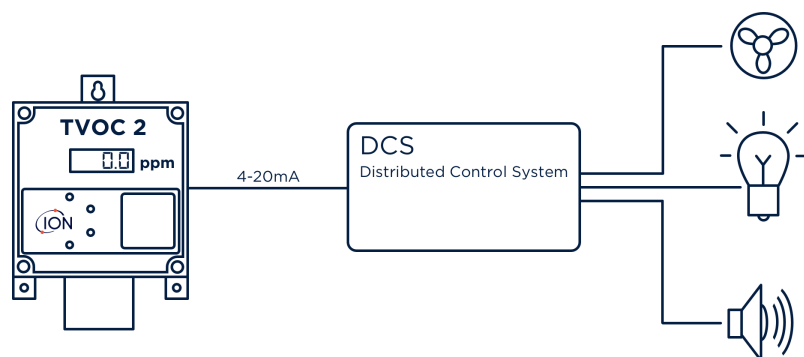 TVOC 2
0.0 ppm
ION
4-20mA
DCS
Distributed Control System